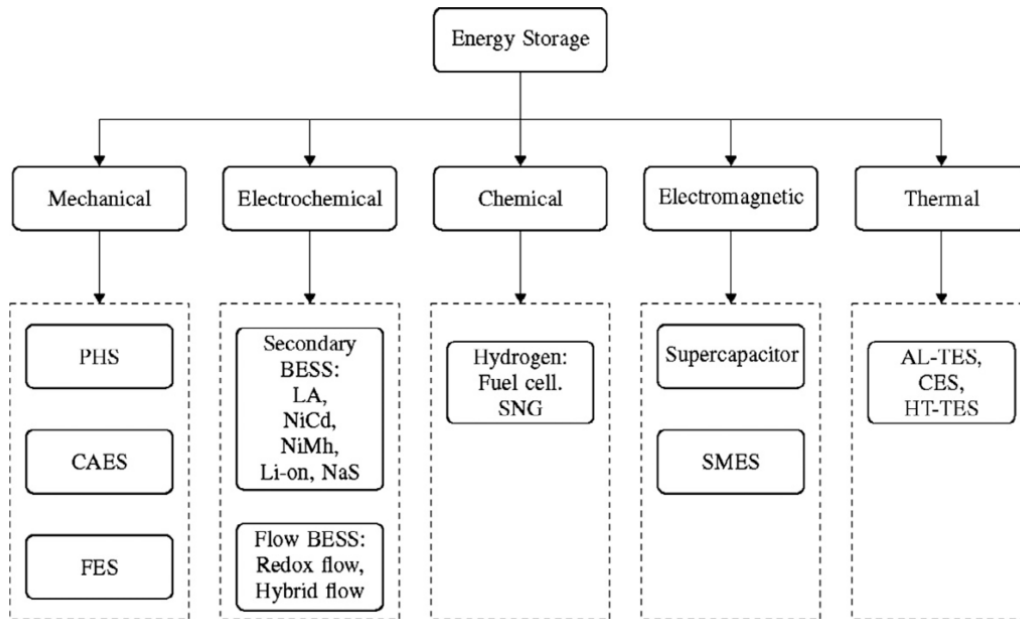 Energy Storage
Mechanical
Electrochemical
Chemical
Electromagnetic
Thermal
PHS
CAES
FES
Secondary
BESS:
LA,
NiCd,
NiMh,
Li-on, NaS
Flow BESS:
Redox flow,
Hybrid flow
Hydrogen:
Fuel cell.
SNG
Supercapacitor
SMES
AL-TES,
CES,
HT-TES